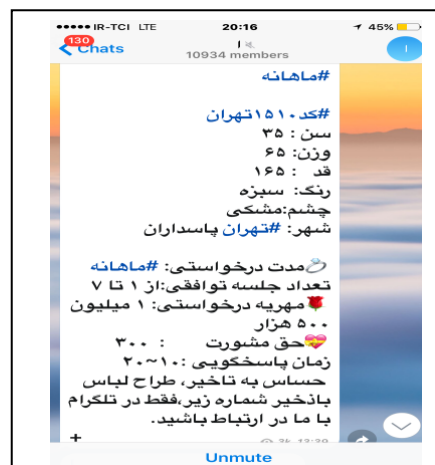 IR-TCI LTE 20:16 45%
130
Chats
10934 members
ا
#ماهانه
#کد۱۵۱۰تهران
سن : ۳۵
وزن: ۶۵
قد : ۱۶۵
رنگ: سبزه
چشم:مشکی
شهر: #تهران پاسداران
💍مدت درخواستی: #ماهانه
تعداد جلسه توافقی:از ۱ تا ۷
🌹مهریه درخواستی: ۱ میلیون
۵۰۰ هزار
💝حق مشورت : ۳۰۰
زمان پاسخگویی :۱۰~۲۰
حساس به تاخیر، طراح لباس
باذخیر شماره زیر،فقط در تلگرام
با ما در ارتباط باشید.
+
3k 13:39
Unmute